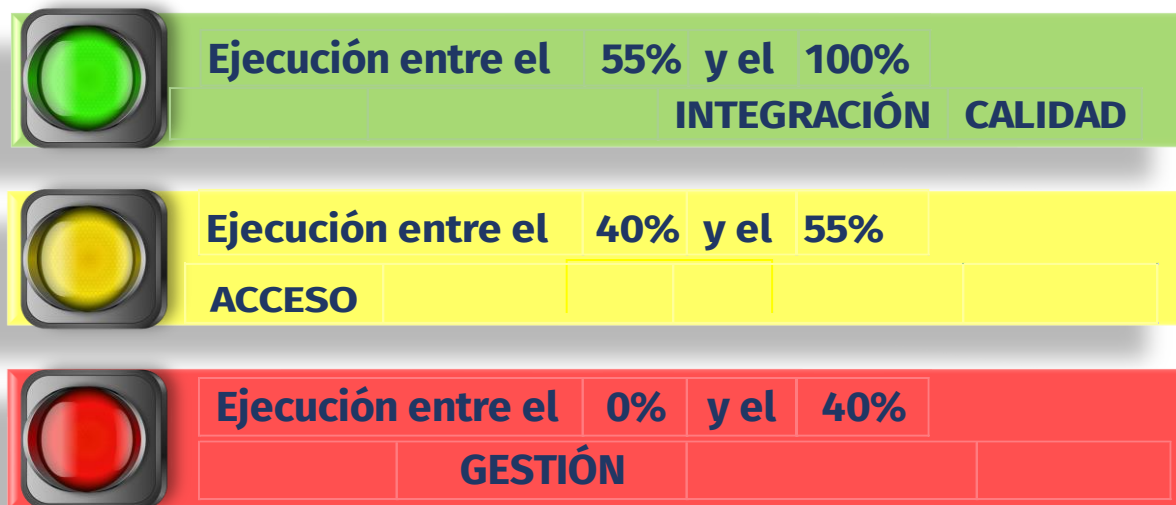 Ejecución entre el 55% y el 100%
INTEGRACIÓN CALIDAD
Ejecución entre el 40% y el 55%
ACCESO
Ejecución entre el 0% y el 40%
GESTIÓN